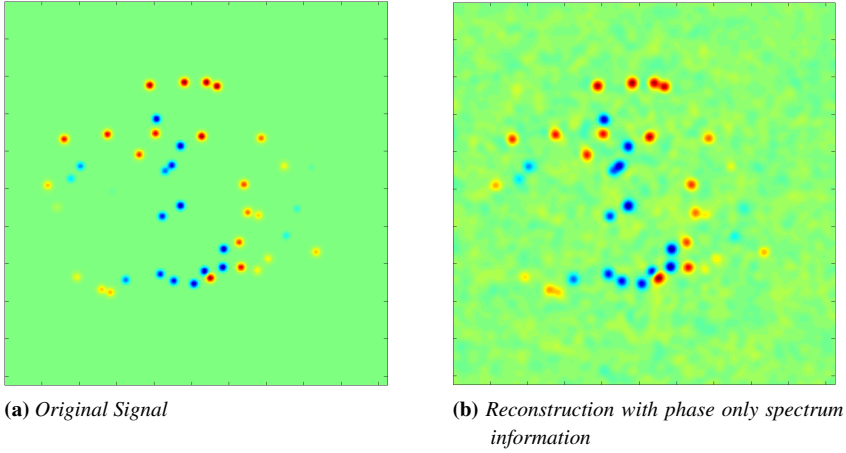 (a) Original Signal
(b) Reconstruction with phase only spectrum
information